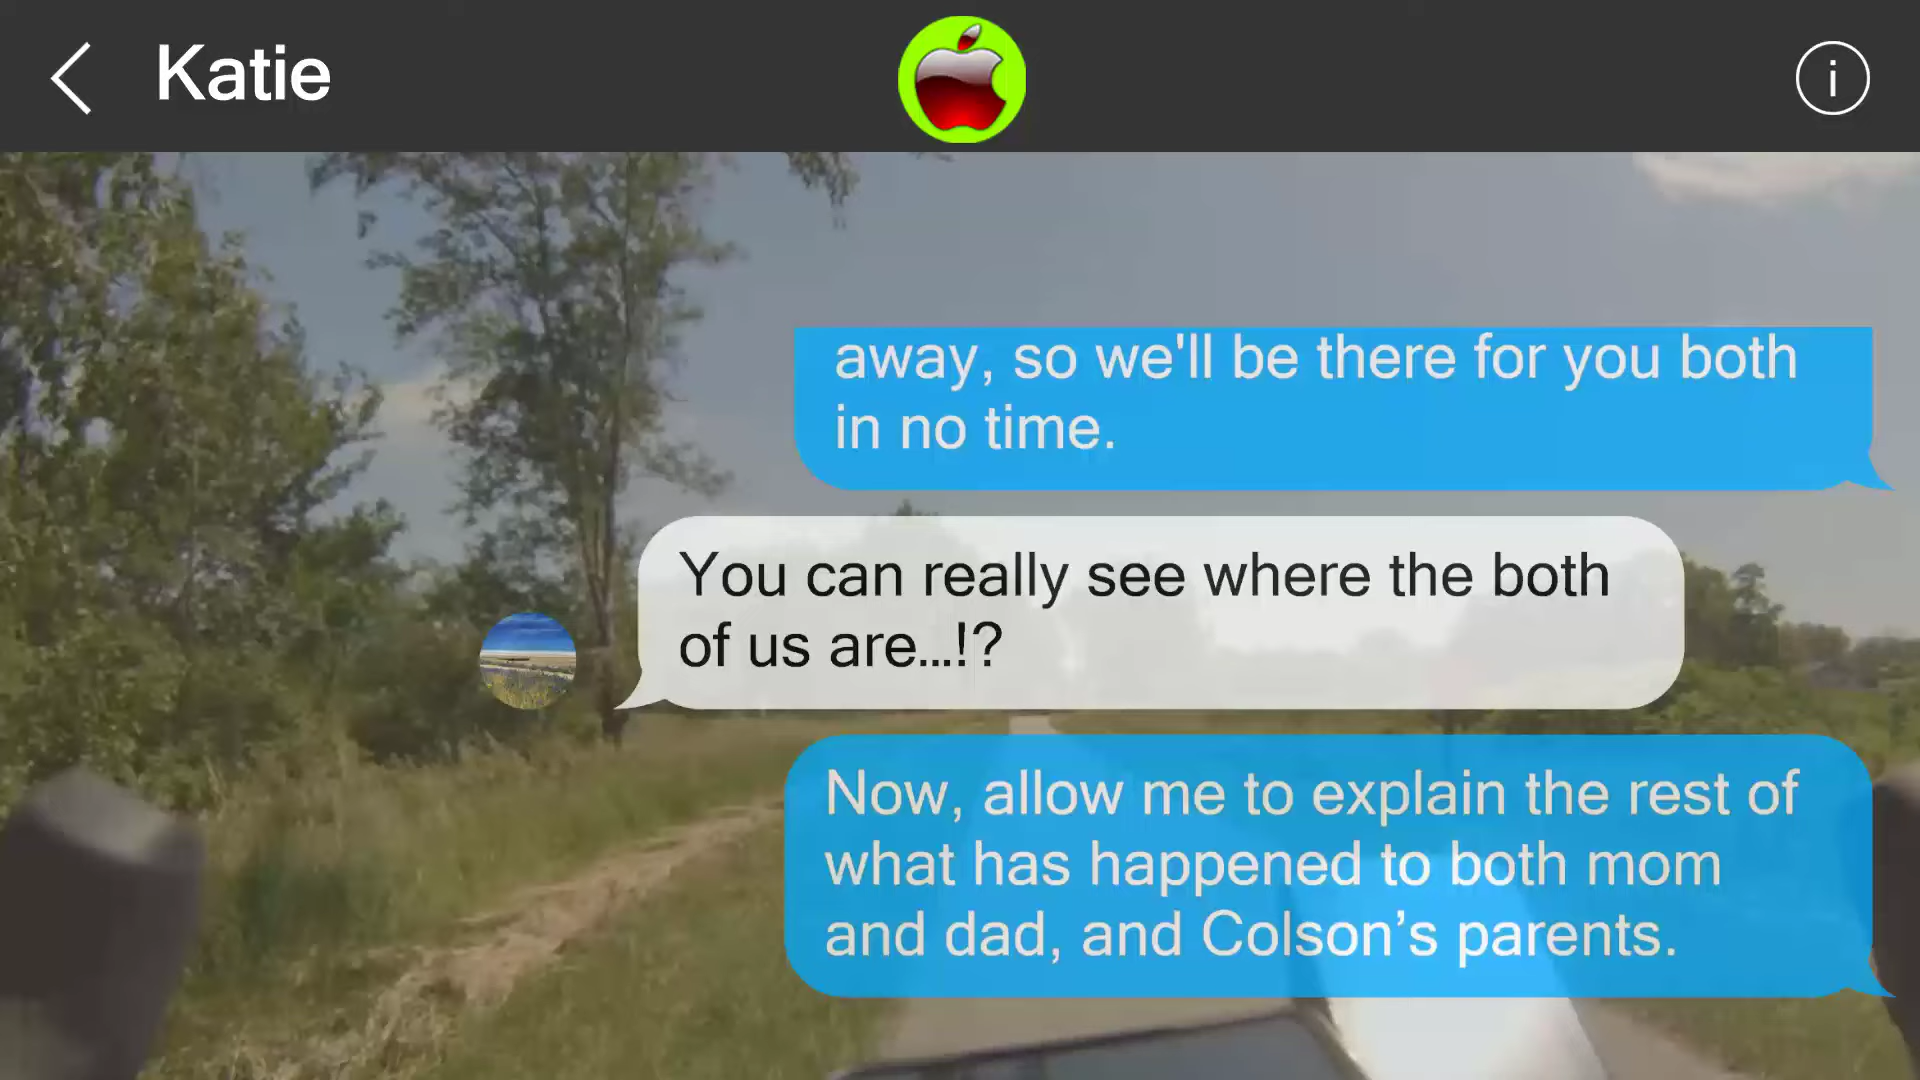 Katie
i
away, so we'll be there for you both
in no time.
You can really see where the both
of us are...!?
Now, allow me to explain the rest of
what has happened to both mom
and dad, and Colson’s parents.